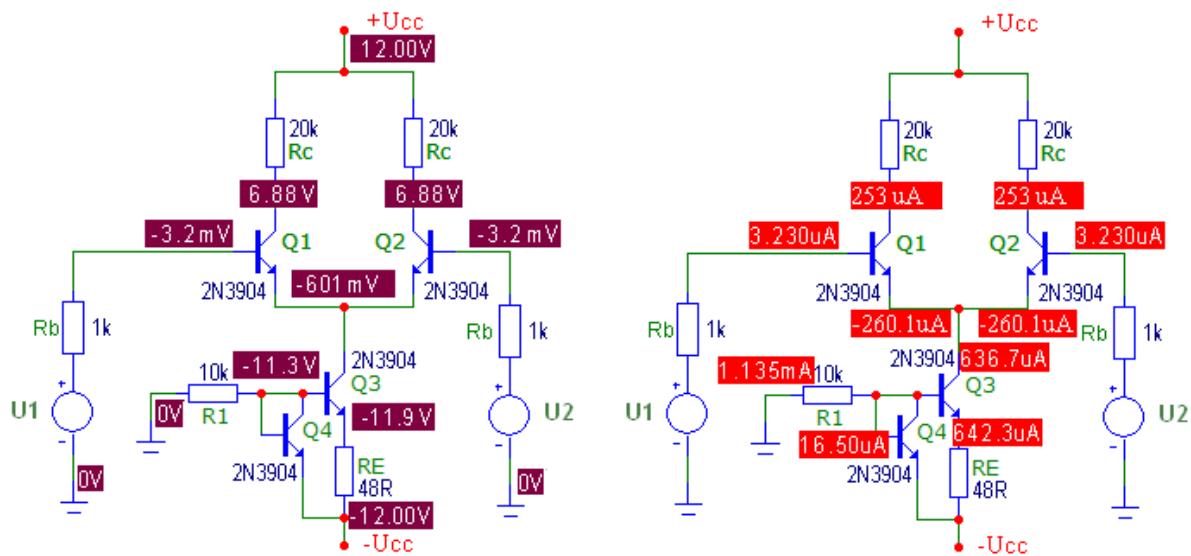 +Ucc
12.00V
20k
Rc
20k
Rc
6.88V
6.88V
-3.2mV
Q1
Q2
-3.2mV
2N3904
-601mV
2N3904
Rb
1k
Rb
1k
2N3904
-11.3V
10k
Q3
R1
0V
-11.9V
U1
+
-
Q4
U2
+
-
2N3904
RE
48R
0V
0V
-12.00V
-Ucc
+Ucc
20k
Rc
20k
Rc
253uA
253uA
3.230uA
Q1
Q2
3.230uA
2N3904
2N3904
-260.1uA
-260.1uA
Rb
1k
Rb
1k
2N3904
636.7uA
1.135mA
10k
Q3
R1
U1
+
-
Q4
642.3uA
U2
+
-
16.50uA
2N3904
RE
48R
-Ucc